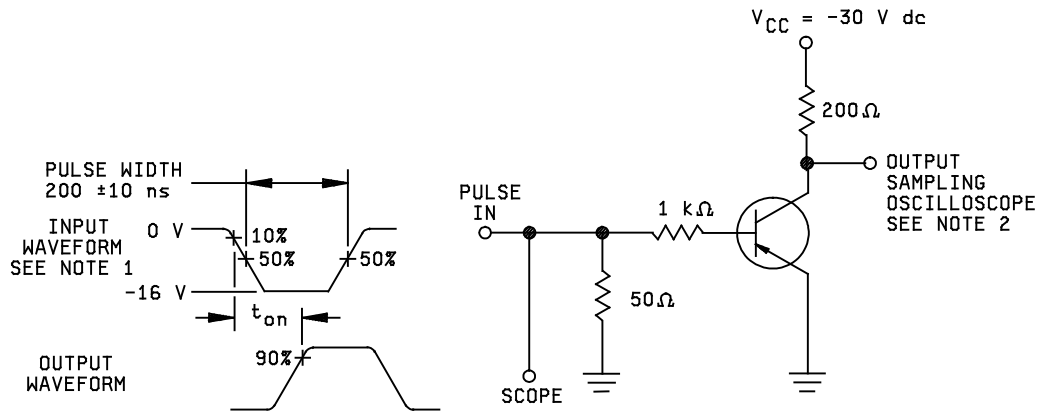 V_CC = -30 V dc
200Ω
PULSE WIDTH
200 ±10 ns
OUTPUT
SAMPLING
OSCILLOSCOPE
SEE NOTE 2
PULSE
IN
1 kΩ
INPUT
WAVEFORM
SEE NOTE 1
0 V
10%
50%
50%
-16 V
50Ω
t_on
90%
OUTPUT
WAVEFORM
SCOPE